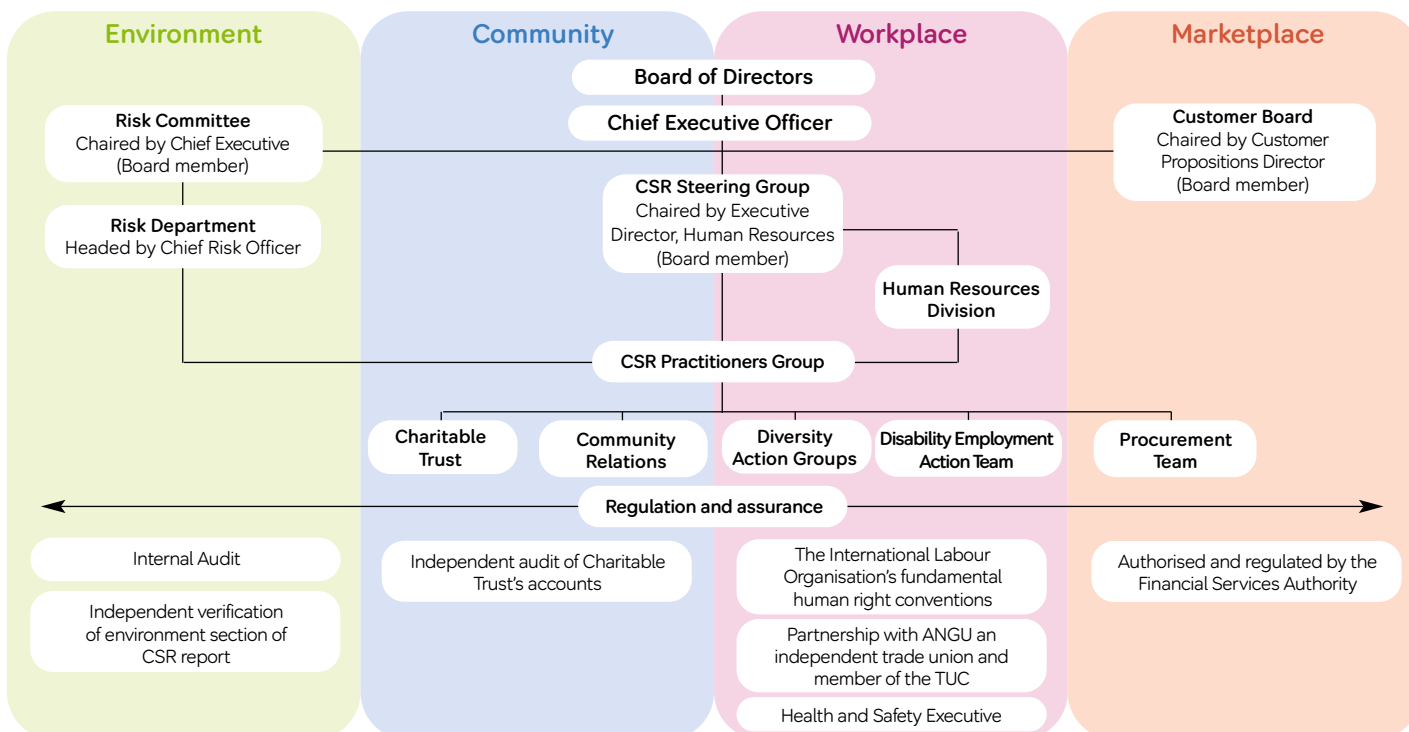 Environment
Community
Workplace
Marketplace
Board of Directors
Chief Executive Officer
Risk Committee
Chaired by Chief Executive
(Board member)
Customer Board
Chaired by Customer
Propositions Director
(Board member)
CSR Steering Group
Chaired by Executive
Director, Human Resources
(Board member)
Risk Department
Headed by Chief Risk Officer
Human Resources
Division
CSR Practitioners Group
Charitable
Trust
Community
Relations
Diversity
Action Groups
Disability Employment
Action Team
Procurement
Team
Regulation and assurance
Internal Audit
Independent verification
of environment section of
CSR report
Independent audit of Charitable
Trust's accounts
The International Labour
Organisation's fundamental
human right conventions
Partnership with ANGU an
independent trade union and
member of the TUC
Health and Safety Executive
Authorised and regulated by the
Financial Services Authority